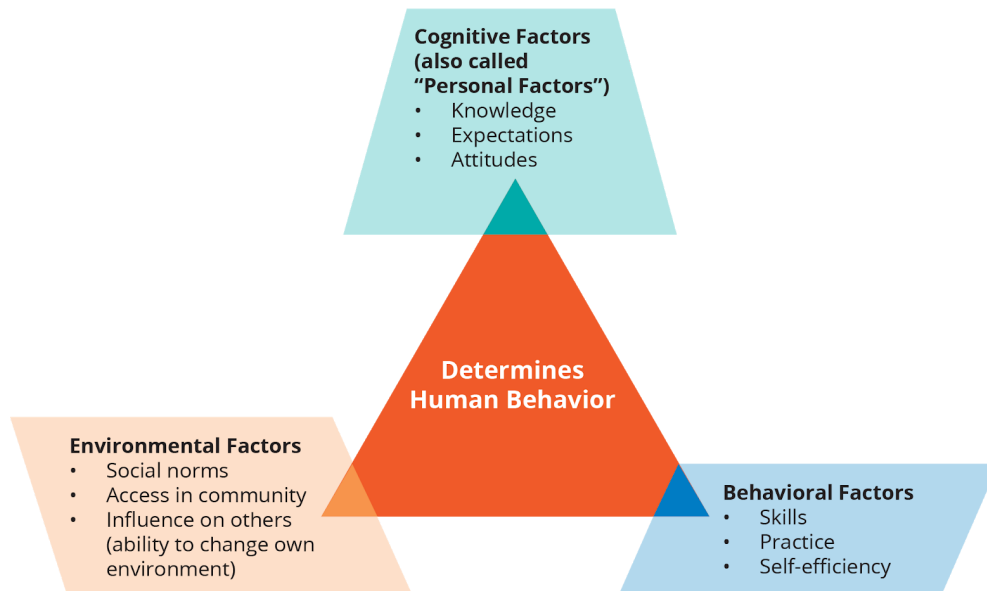 Cognitive Factors
(also called
“Personal Factors”)
• Knowledge
• Expectations
• Attitudes
Determines
Human Behavior
Environmental Factors
• Social norms
• Access in community
• Influence on others
(ability to change own
environment)
Behavioral Factors
• Skills
• Practice
• Self-efficiency